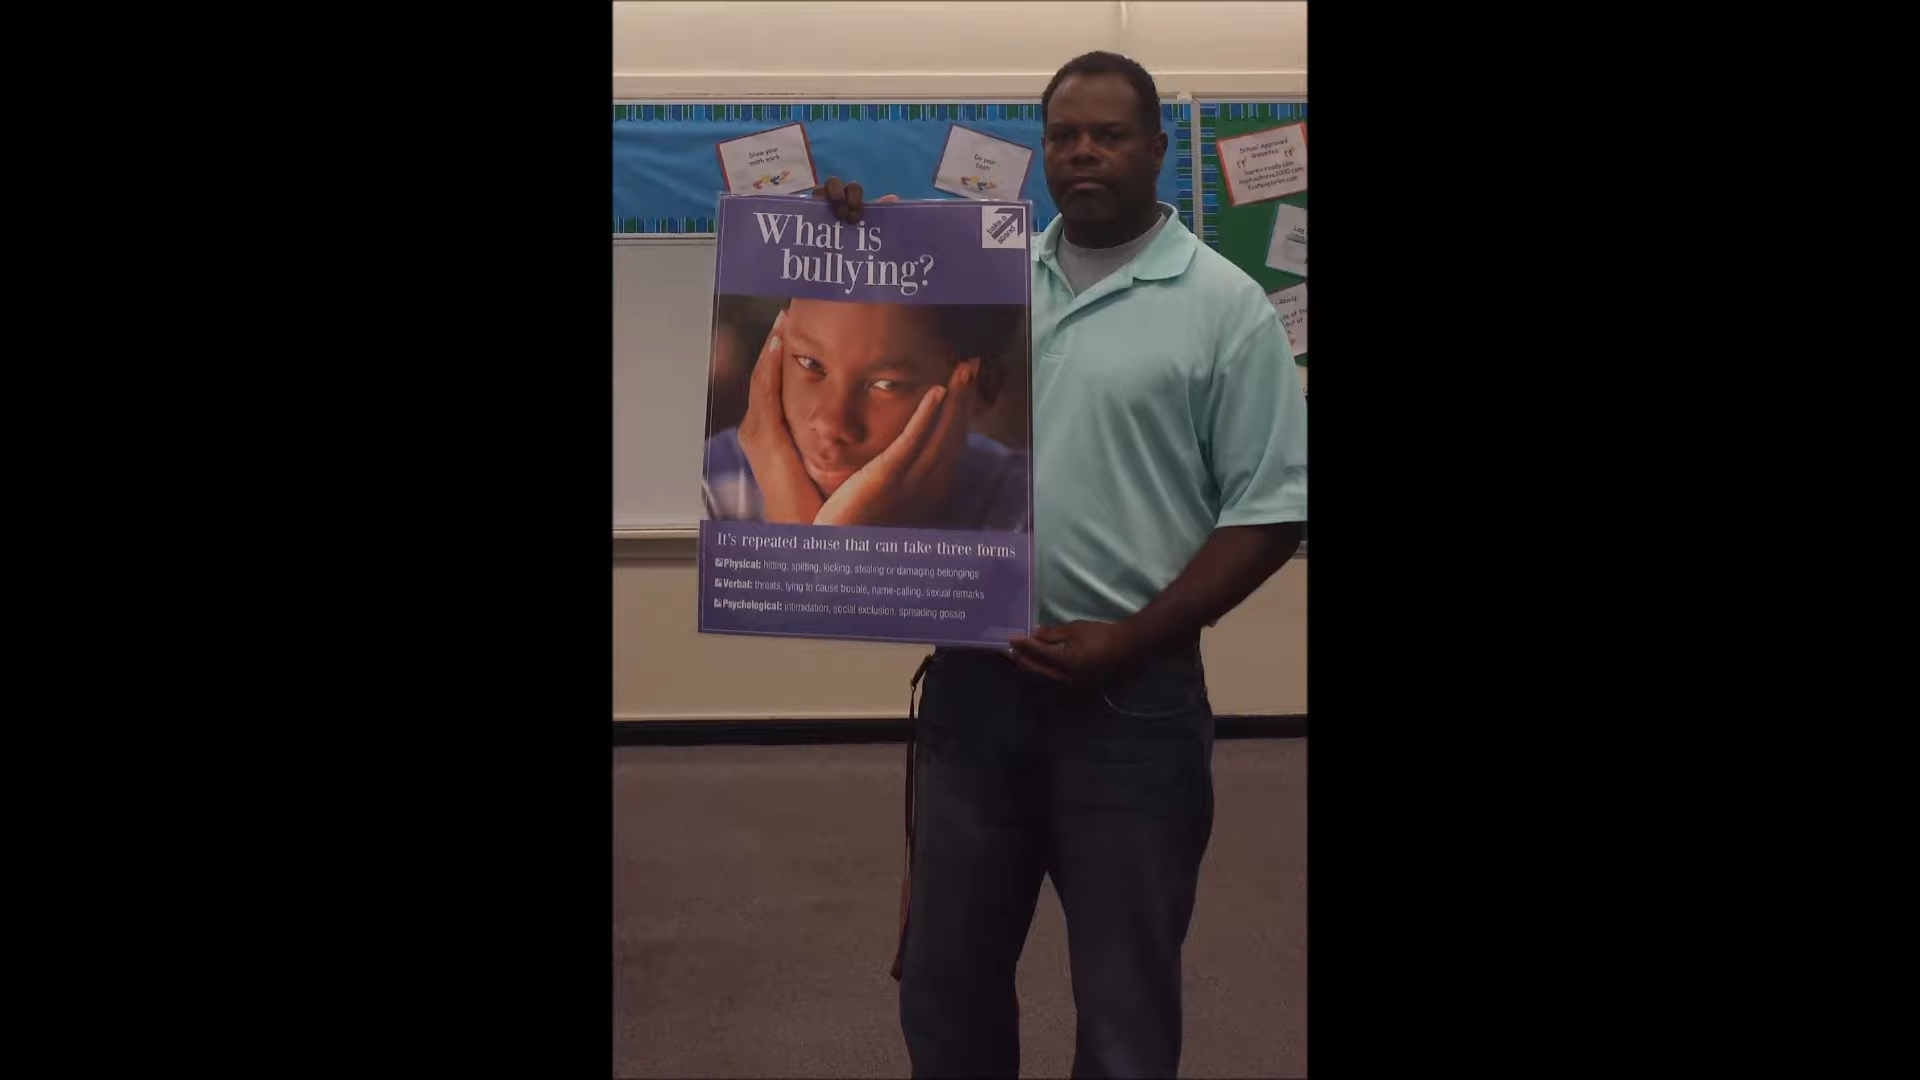 Show your
math work
Do your
best!
School Approved
Websites
What is
bullying?
take a
stand
It's repeated abuse that can take three forms
Physical: hitting, spitting, kicking, stealing or damaging belongings
Verbal: threats, lying to cause trouble, name-calling, sexual remarks
Psychological: intimidation, social exclusion, spreading gossip